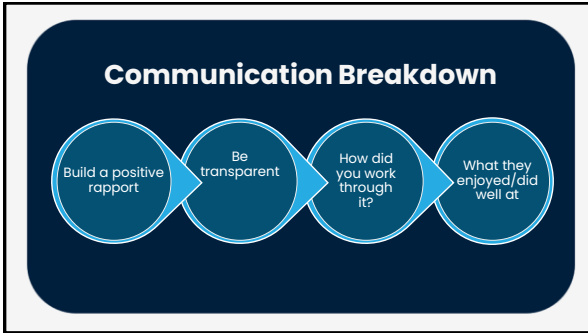 Communication Breakdown
Build a positive
rapport
Be
transparent
How did
you work
through
it?
What they
enjoyed/did
well at